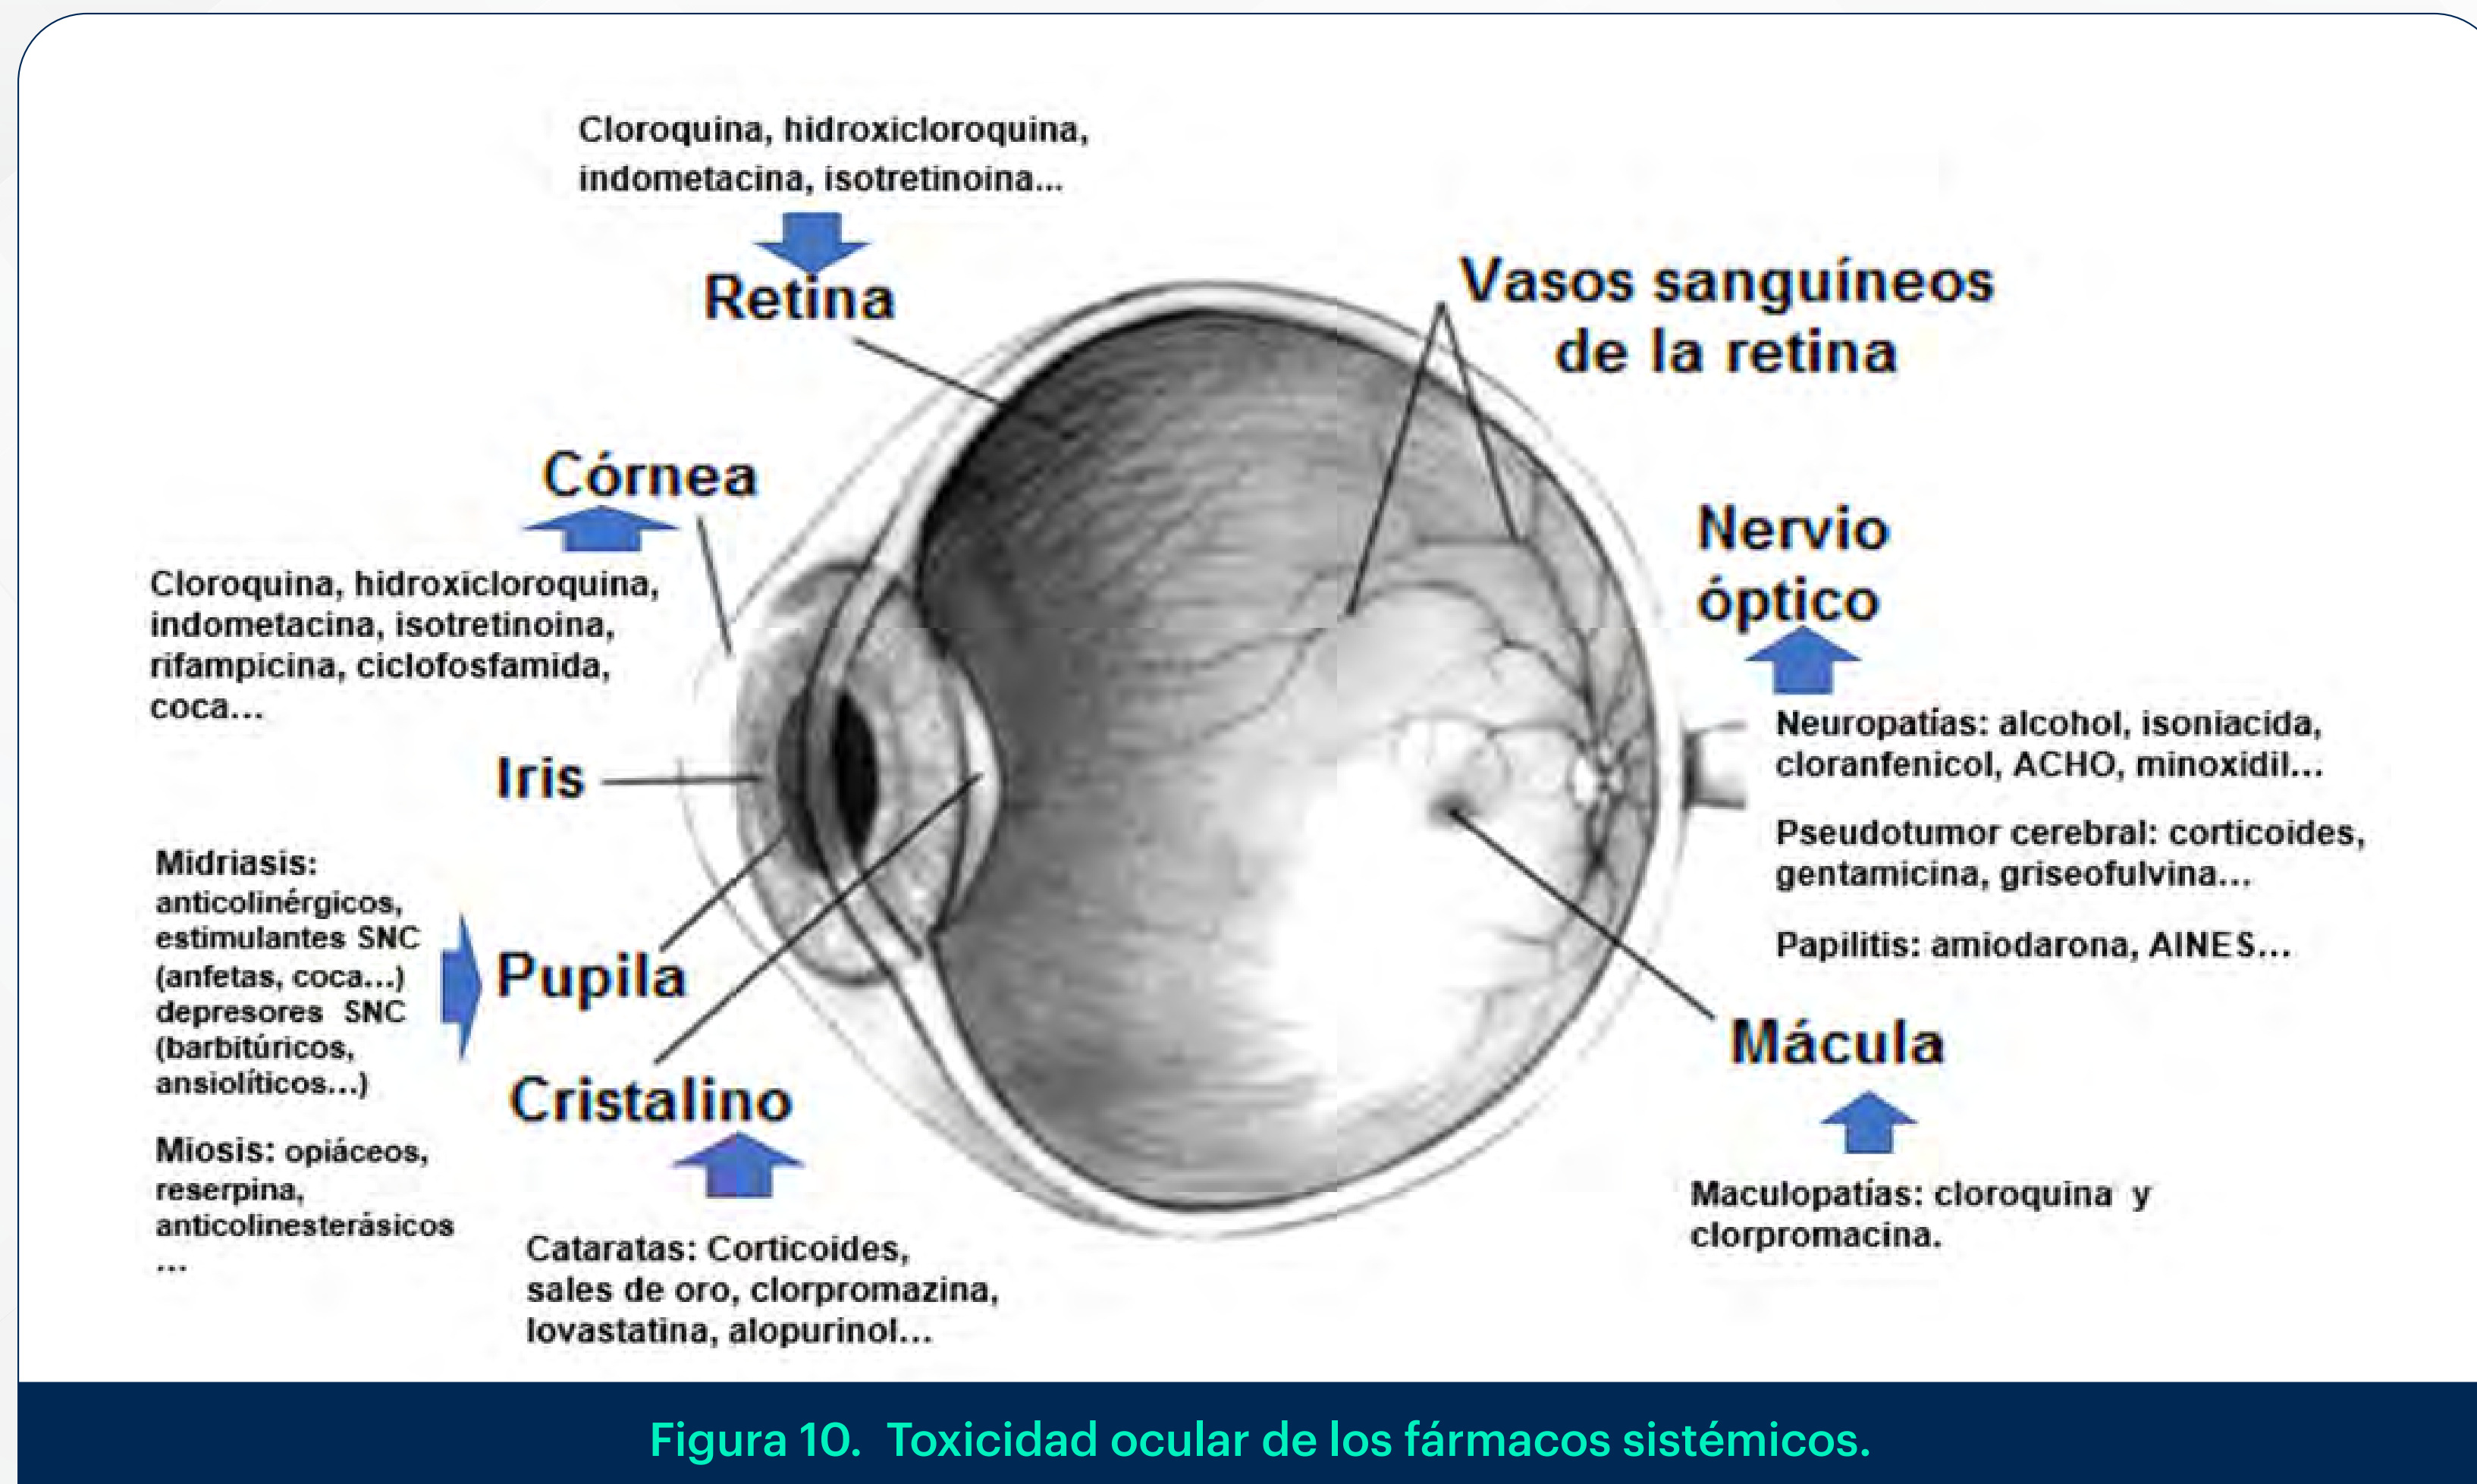 Cloroquina, hidroxicloroquina,
indometacina, isotretinoina...
Retina
Vasos sanguíneos
de la retina
Córnea
Cloroquina, hidroxicloroquina,
indometacina, isotretinoina,
rifampicina, ciclofosfamida,
coca...
Nervio
óptico
Neuropatías: alcohol, isoniacida,
cloranfenicol, ACHO, minoxidil...
Pseudotumor cerebral: corticoides,
gentamicina, griseofulvina...
Papilitis: amiodarona, AINES...
Iris
Midriasis:
anticolinérgicos,
estimulantes SNC
(anfetas, coca...)
depresores SNC
(barbitúricos,
ansiolíticos...)
Miosis: opiáceos,
reserpina,
anticolinesterásicos
...
Pupila
Cristalino
Cataratas: Corticoides,
sales de oro, clorpromazina,
lovastatina, alopurinol...
Mácula
Maculopatías: cloroquina y
clorpromacina.
Figura 10. Toxicidad ocular de los fármacos sistémicos.